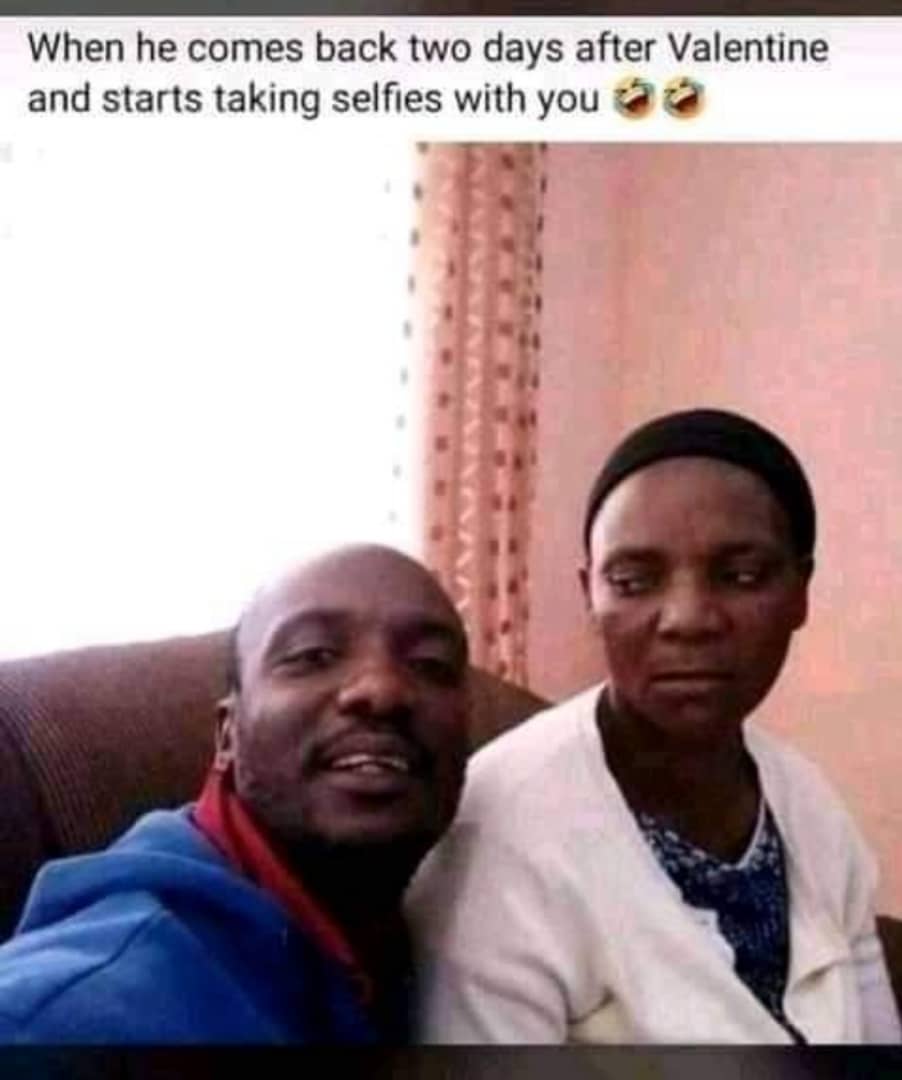 When he comes back two days after Valentine
and starts taking selfies with you 🤣🤣